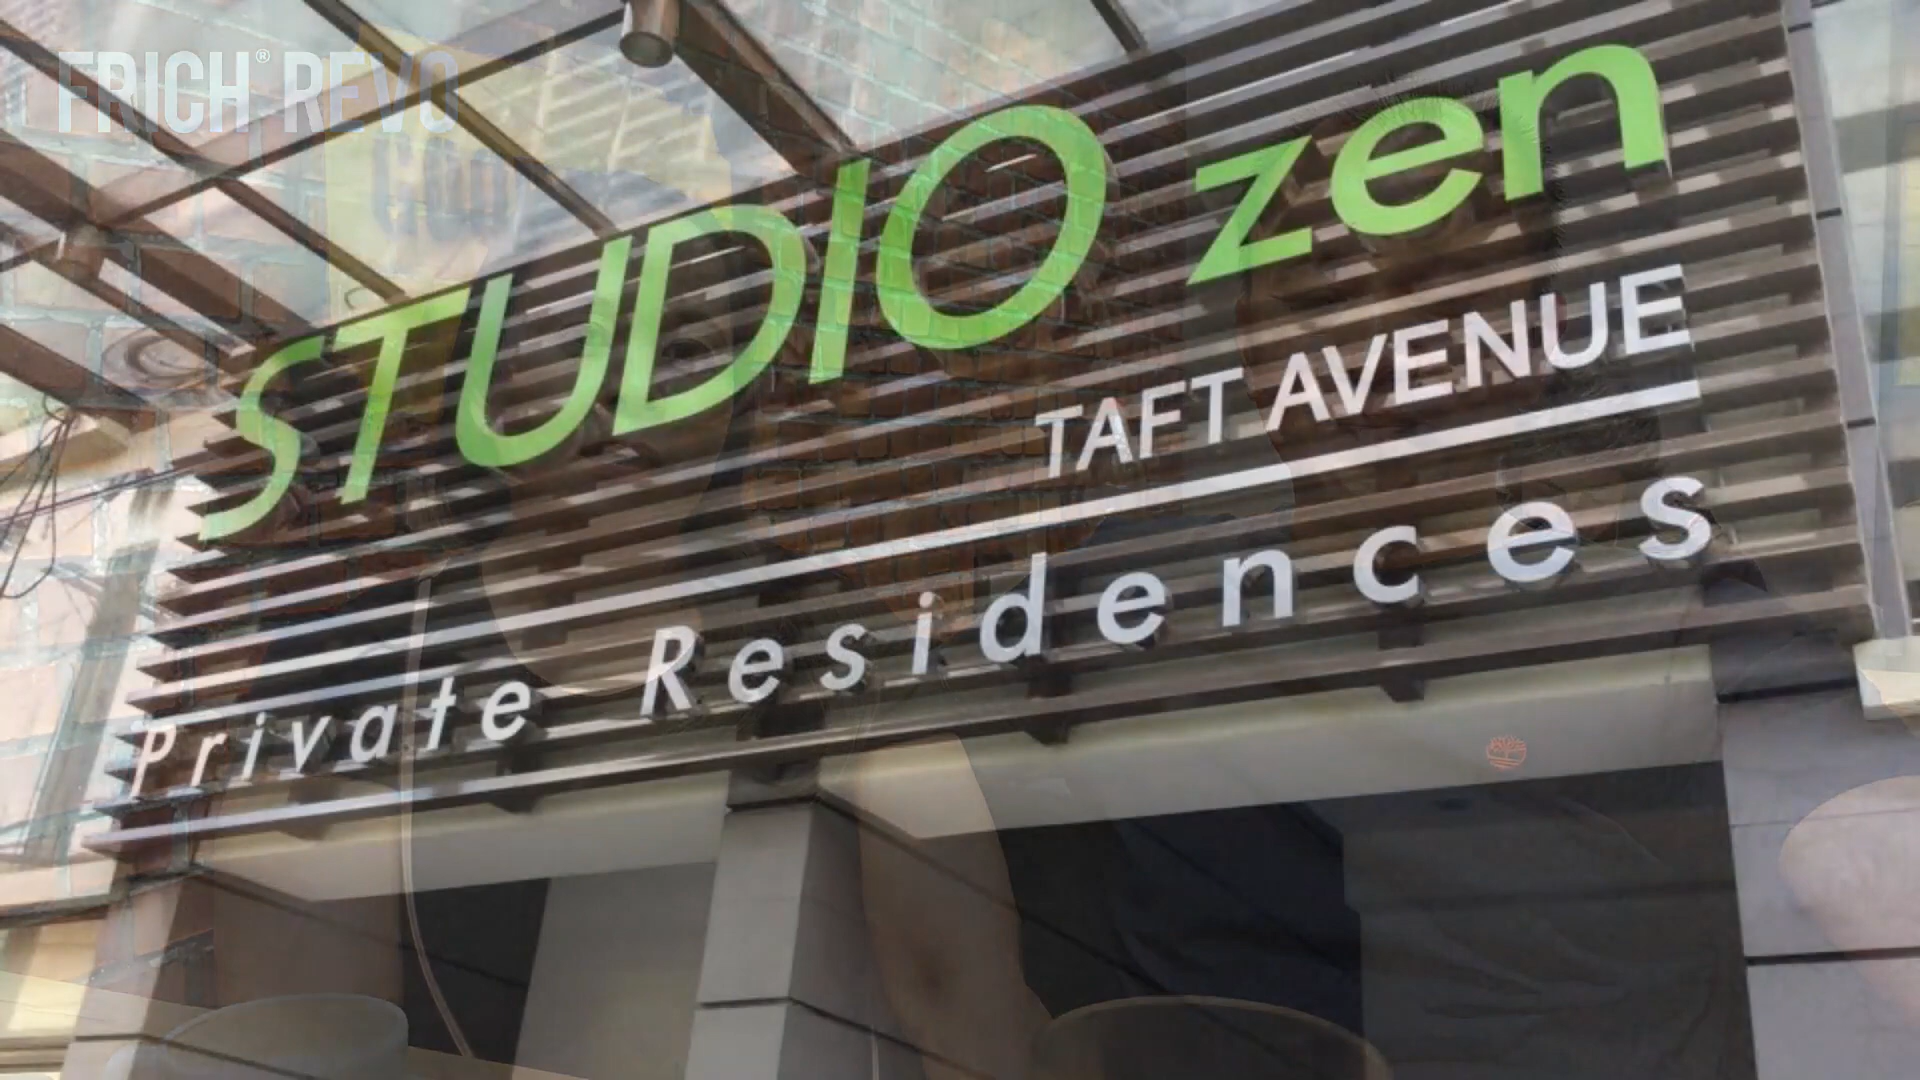 FRICH® REVO
STUDIO zen
TAFT AVENUE
Private Residences